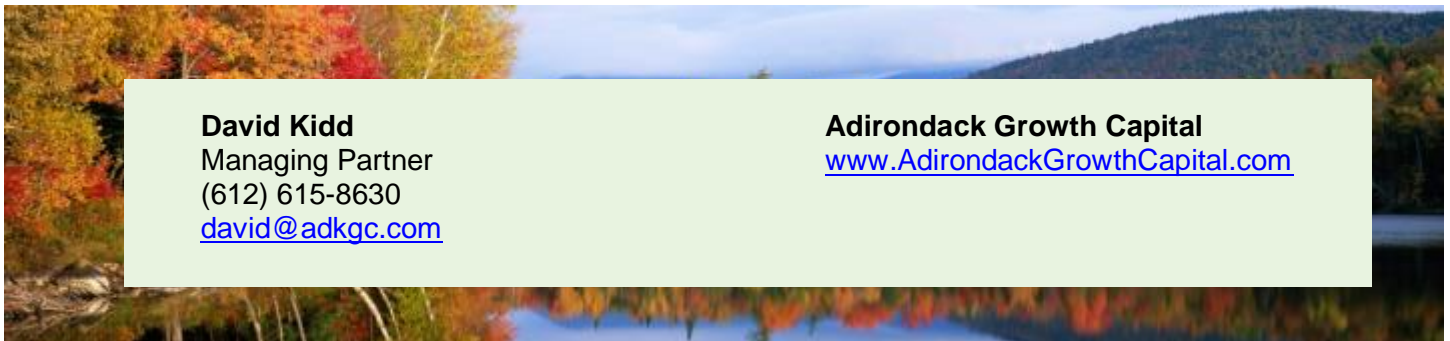 David Kidd
Managing Partner
(612) 615-8630
david@adkgc.com
Adirondack Growth Capital
www.AdirondackGrowthCapital.com